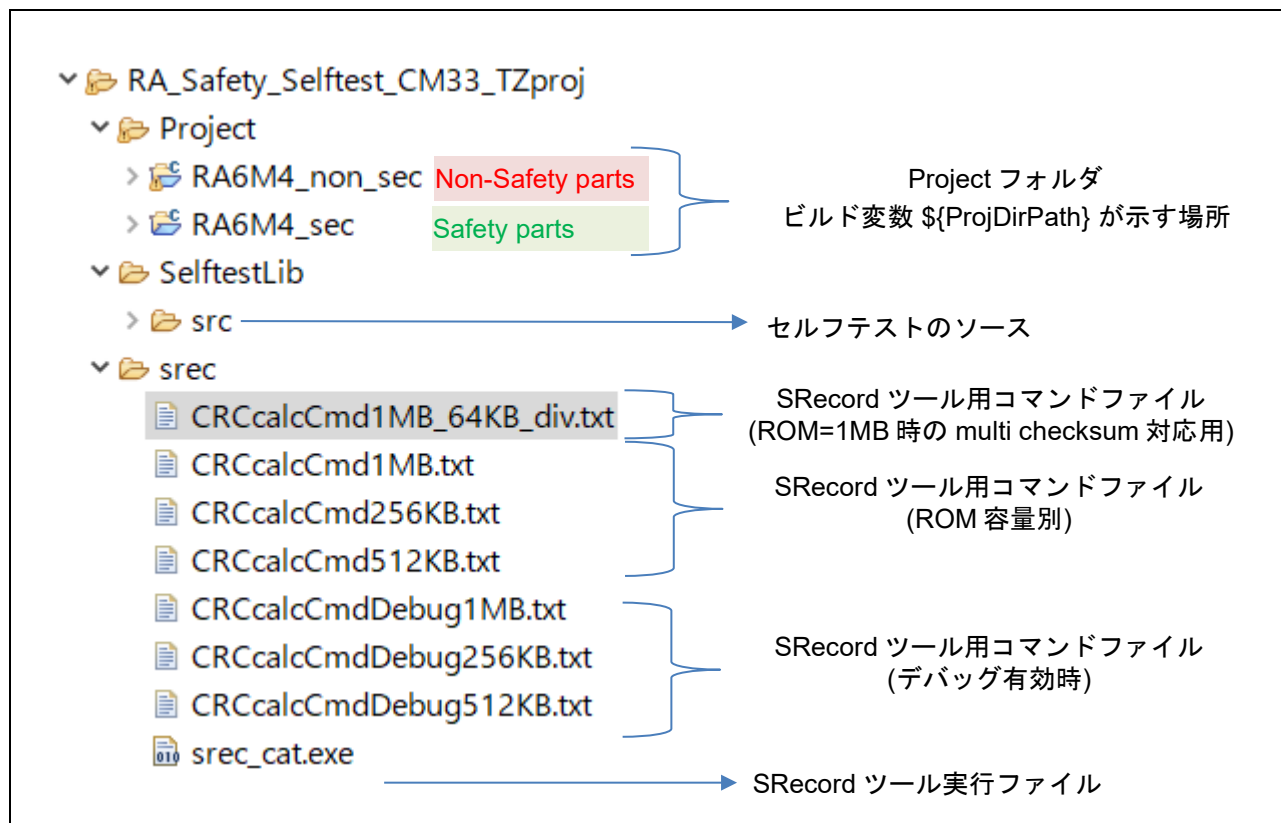 RA_Safety_Selftest_CM33_TZproj
Project
RA6M4_non_sec Non-Safety parts
RA6M4_sec Safety parts
Project フォルダ
ビルド変数 ${ProjDirPath} が示す場所
SelftestLib
src
セルフテストのソース
srec
CRCcalcCmd1MB_64KB_div.txt
SRecord ツール用コマンドファイル
(ROM=1MB 時の multi checksum 対応用)
CRCcalcCmd1MB.txt
CRCcalcCmd256KB.txt
CRCcalcCmd512KB.txt
SRecord ツール用コマンドファイル
(ROM 容量別)
CRCcalcCmdDebug1MB.txt
CRCcalcCmdDebug256KB.txt
CRCcalcCmdDebug512KB.txt
SRecord ツール用コマンドファイル
(デバッグ有効時)
010 srec_cat.exe
SRecord ツール実行ファイル